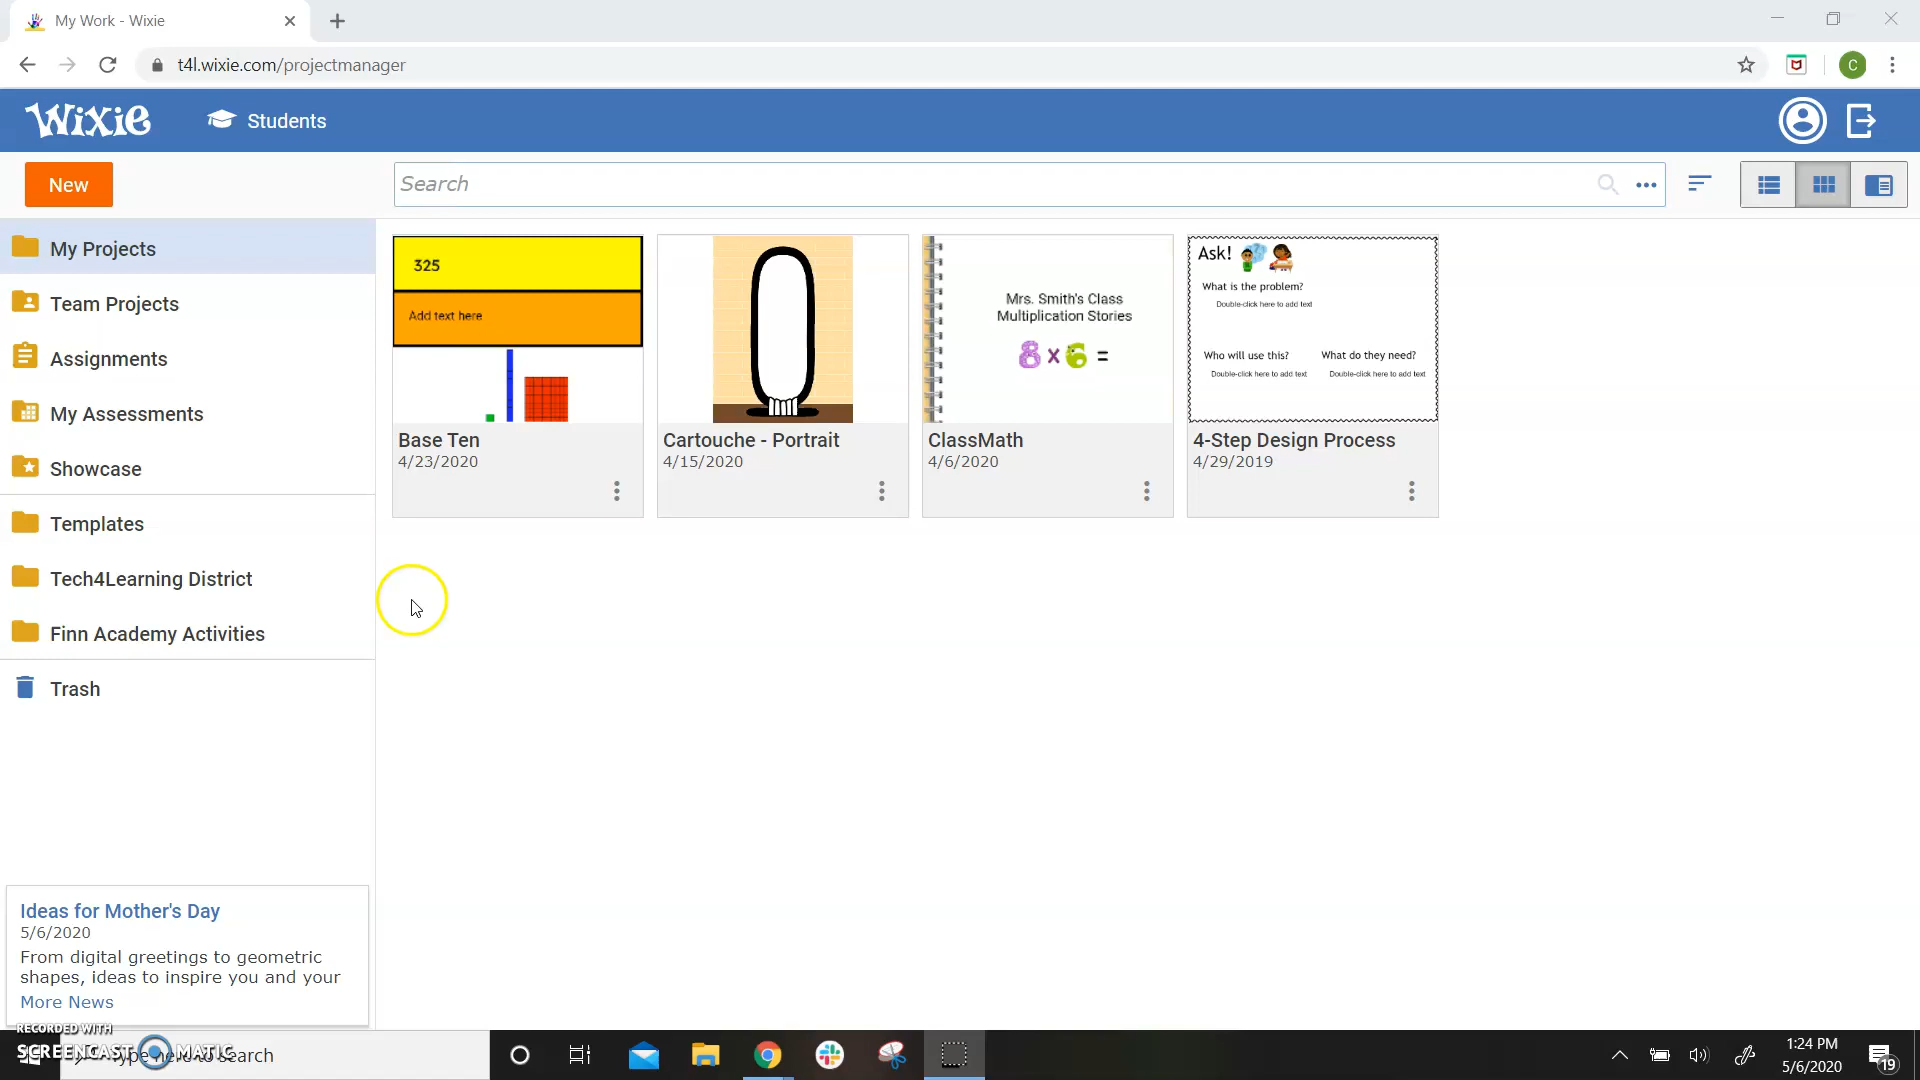 My Work - Wixie
t4l.wixie.com/projectmanager
C
Wixie
Students
New
Search
My Projects
Team Projects
Assignments
My Assessments
Showcase
Templates
Tech4Learning District
Finn Academy Activities
Trash
325
Add text here
Base Ten
4/23/2020
Cartouche - Portrait
4/15/2020
Mrs. Smith's Class
Multiplication Stories
8 x 6 =
ClassMath
4/6/2020
Ask!
What is the problem?
Double-click here to add text
Who will use this?
What do they need?
Double-click here to add text
Double-click here to add text
4-Step Design Process
4/29/2019
Ideas for Mother's Day
5/6/2020
From digital greetings to geometric
shapes, ideas to inspire you and your
More News
RECORDED WITH
SCREENCAST MATIC
Type here to search
1:24 PM
5/6/2020
19